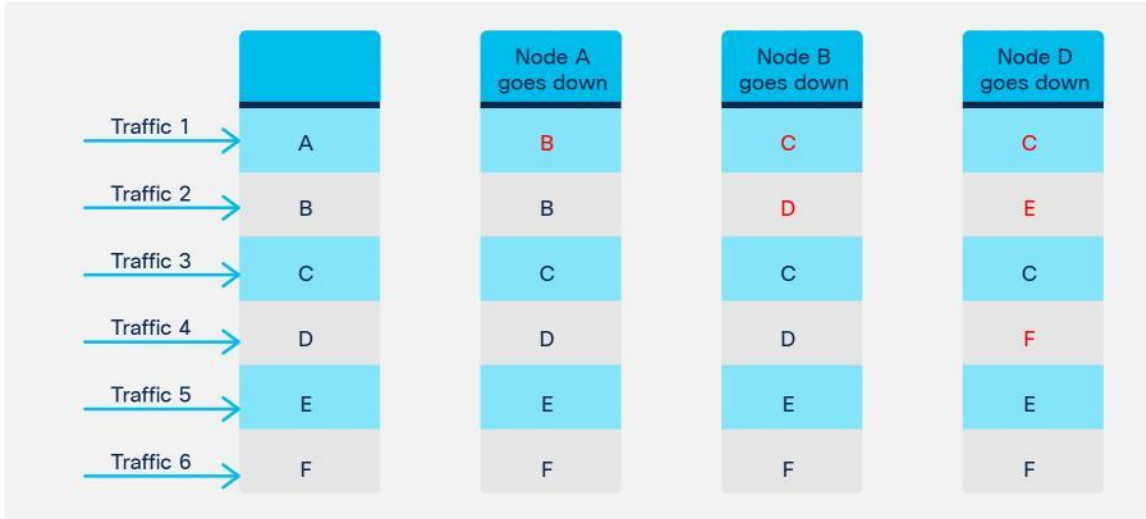 Node A
goes down
Node B
goes down
Node D
goes down
Traffic 1
A
B
C
C
Traffic 2
B
B
D
E
Traffic 3
C
C
C
C
Traffic 4
D
D
D
F
Traffic 5
E
E
E
E
Traffic 6
F
F
F
F